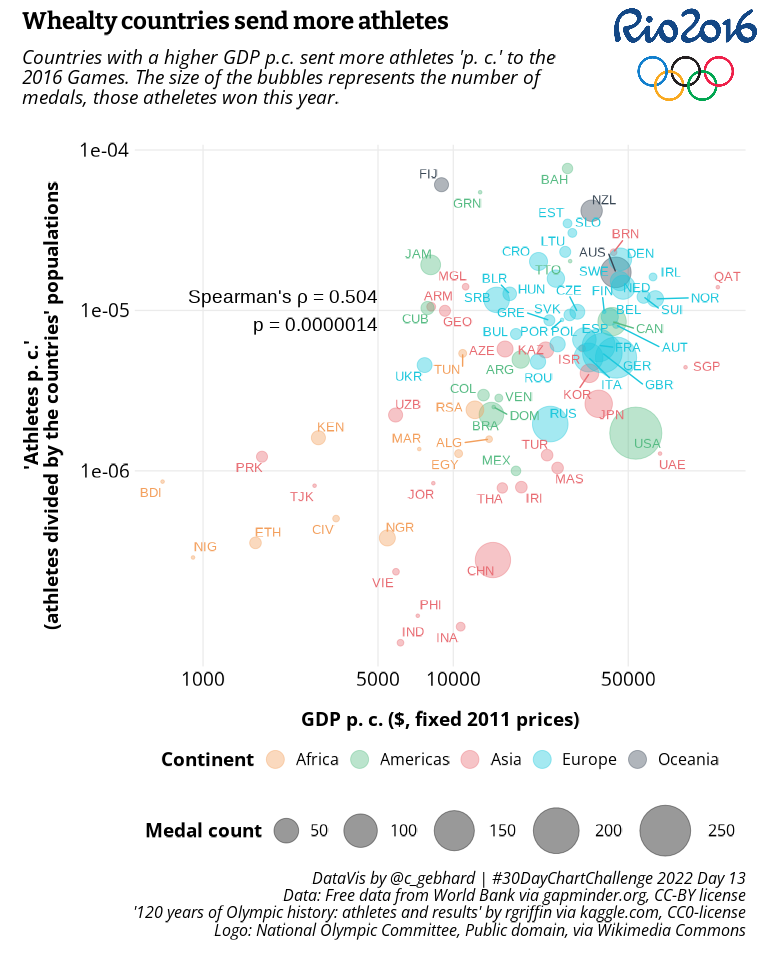 Whealty countries send more athletes
Rio2016
Countries with a higher GDP p.c. sent more athletes 'p. c.' to the
2016 Games. The size of the bubbles represents the number of
medals, those atheletes won this year.
1e-04
FIJ
BAH
GRN
NZL
EST
SLO
BRN
LTU
CRO
AUS
DEN
JAM
TTO
SWE
IRL
MGL
BLR
QAT
SRB
HUN
CZE
FIN
NED
NOR
ARM
Spearman's ρ = 0.504
1e-05
GRE
SVK
BEL
SUI
CUB
GEO
p = 0.0000014
BUL
POR
POL
ESP
CAN
AZE
KAZ
FRA
AUT
ISR
TUN
ARG
GER
SGP
UKR
ROU
ITA
GBR
COL
VEN
KOR
UZB
RSA
DOM
RUS
JPN
BRA
KEN
MAR
ALG
TUR
USA
EGY
MEX
UAE
PRK
1e-06
MAS
BDI
TJK
JOR
THA
IRI
CIV
NGR
ETH
NIG
CHN
VIE
PHI
IND
INA
'Athletes p. c.'
(athletes divided by the countries' popualations
1000
5000
10000
50000
GDP p. c. ($, fixed 2011 prices)
Continent
Africa
Americas
Asia
Europe
Oceania
Medal count
50
100
150
200
250
DataVis by @c_gebhard | #30DayChartChallenge 2022 Day 13
Data: Free data from World Bank via gapminder.org, CC-BY license
'120 years of Olympic history: athletes and results' by rgriffin via kaggle.com, CC0-license
Logo: National Olympic Committee, Public domain, via Wikimedia Commons